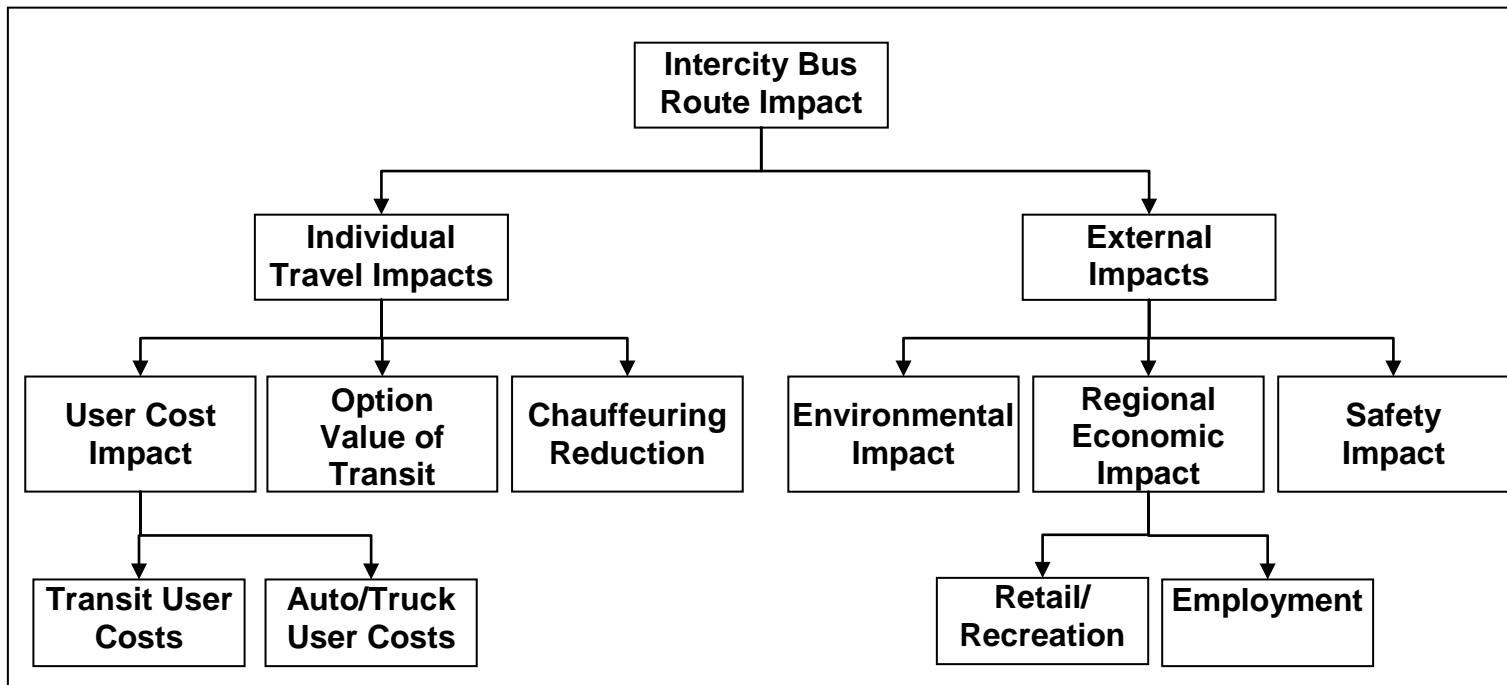 Intercity Bus
Route Impact
Individual
Travel Impacts
External
Impacts
User Cost
Impact
Option
Value of
Transit
Chauffeuring
Reduction
Environmental
Impact
Regional
Economic
Impact
Safety
Impact
Transit User
Costs
Auto/Truck
User Costs
Retail/
Recreation
Employment